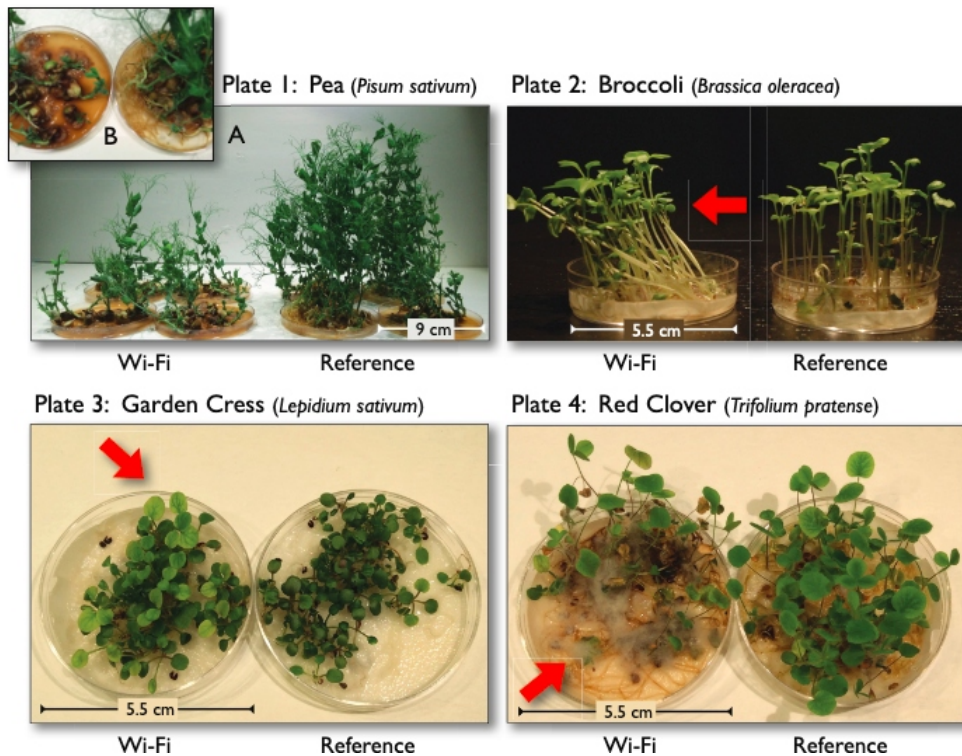 Plate 1: Pea (Pisum sativum)
B
A
9 cm
Wi-Fi Reference
Plate 2: Broccoli (Brassica oleracea)
5.5 cm
Wi-Fi Reference
Plate 3: Garden Cress (Lepidium sativum)
5.5 cm
Wi-Fi Reference
Plate 4: Red Clover (Trifolium pratense)
5.5 cm
Wi-Fi Reference